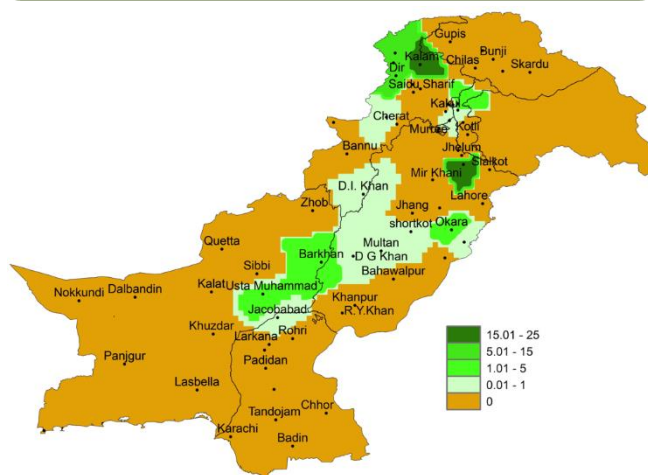 Gupis
Kalam
Chilas
Bunji
Skardu
Dir
Saidu Sharif
Cherat
Kotli
Bannu
Jhelum
Sialkot
Mir Khani
D.I. Khan
Lahore
Zhob
Jhang
shortkot
Okara
Quetta
Multan
Barkhan
D G Khan
Sibbi
Bahawalpur
Nokkundi
Dalbandin
Kalat
Usta Muhammad
Khanpur
R.Y.Khan
Jacobabad
Khuzdar
Rohri
Larkana
Panjgur
Padidan
Lasbella
Chhor
Tandojam
Karachi
Badin
15.01 - 25
5.01 - 15
1.01 - 5
0.01 - 1
0